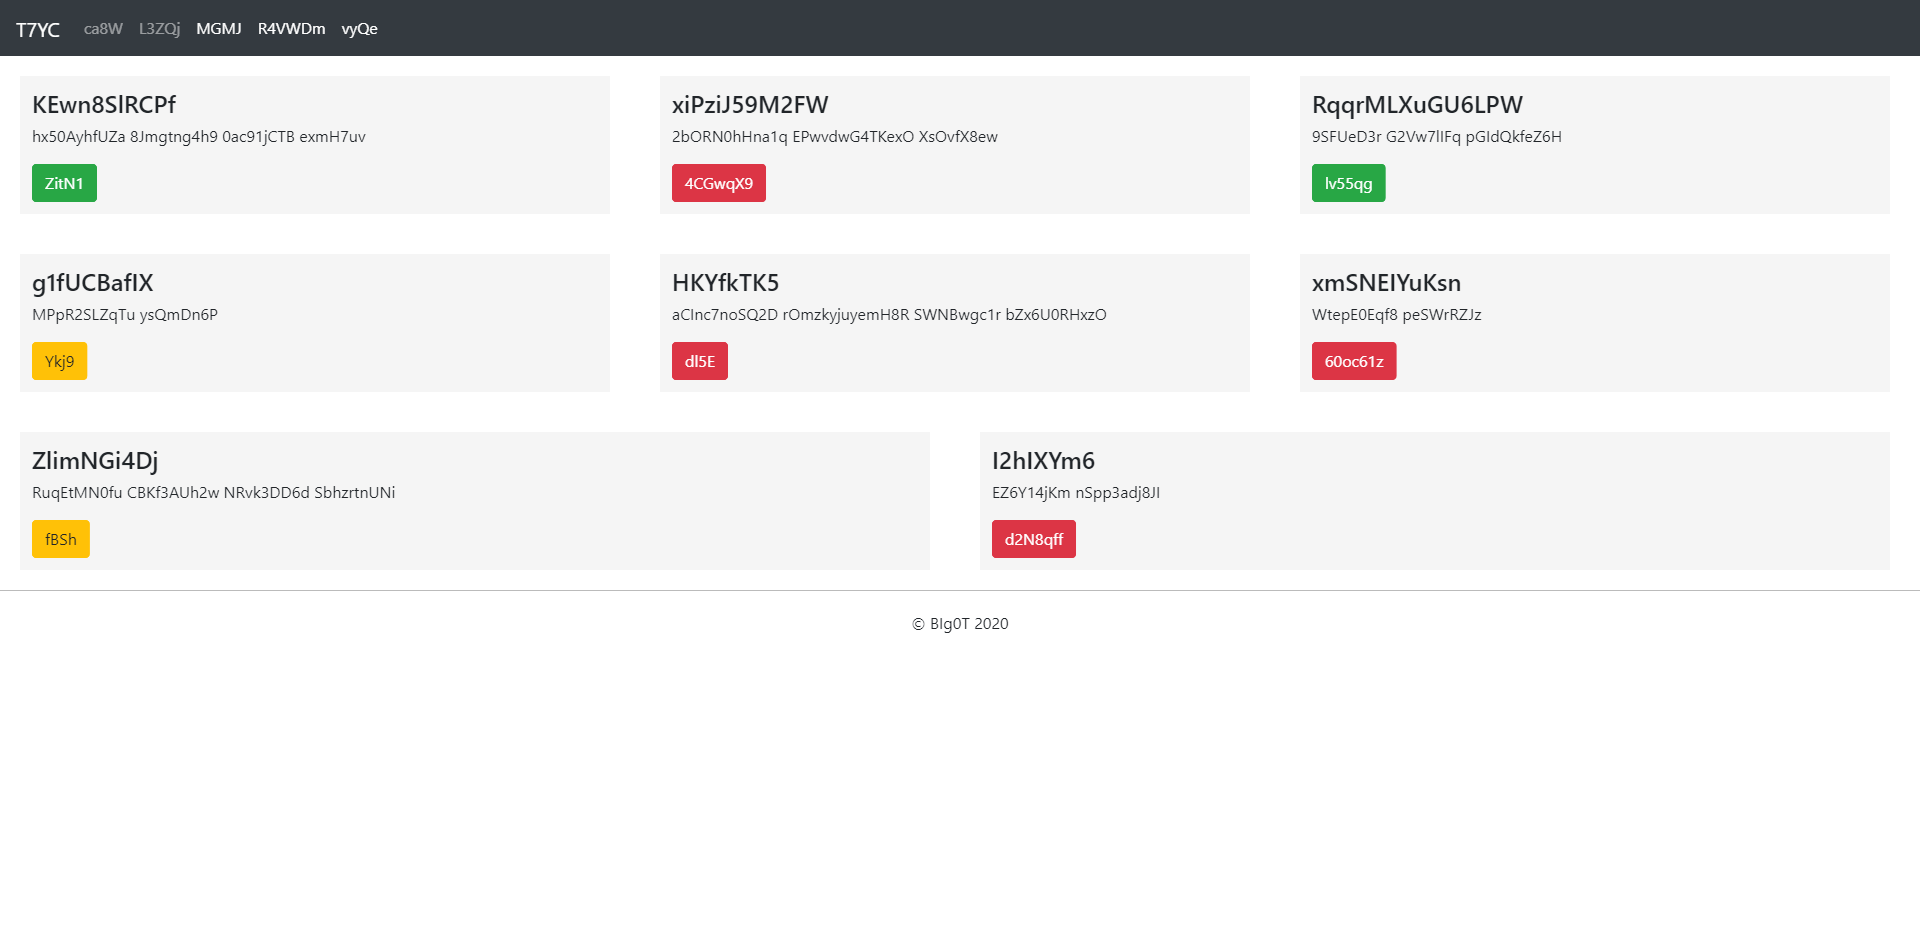 T7YC ca8W L3ZQj MGMJ R4VWDm vyQe
KEwn8SlRCPf
hx50AyhfUZa 8Jmgtng4h9 0ac91jCTB exmH7uv
ZitN1
xiPziJ59M2FW
2bORN0hHna1q EPwvdwG4TKexO XsOvfX8ew
4CGwqX9
RqqrMLXuGU6LPW
9SFUeD3r G2Vw7lIFq pGIdQkfeZ6H
lv55qg
g1fUCBafIX
MPpR2SLZqTu ysQmDn6P
Ykj9
HKYfkTK5
aCInc7noSQ2D rOmzkyjuyemH8R SWNBwgc1r bZx6U0RHxzO
dl5E
xmSNEIYuKsn
WtepE0Eqf8 peSWrRZJz
60oc61z
ZlimNGi4Dj
RuqEtMN0fu CBKf3AUh2w NRvk3DD6d SbhzrtnUNi
fBSh
I2hIXYm6
EZ6Y14jKm nSpp3adj8JI
d2N8qff
© BIg0T 2020